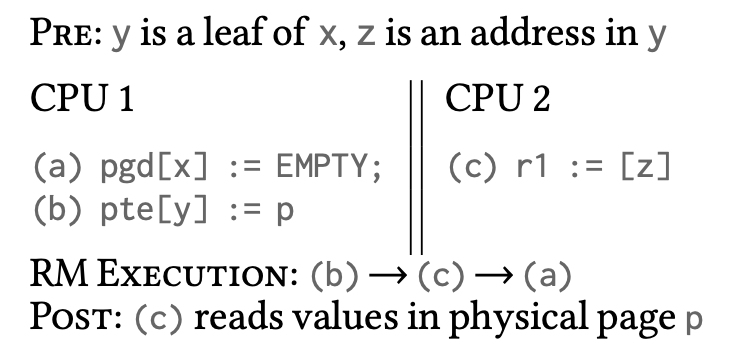 PRE: y is a leaf of x, z is an address in y
CPU 1 CPU 2
(a) pgd[x] := EMPTY; (c) r1 := [z]
(b) pte[y] := p
RM EXECUTION: (b) → (c) → (a)
POST: (c) reads values in physical page p